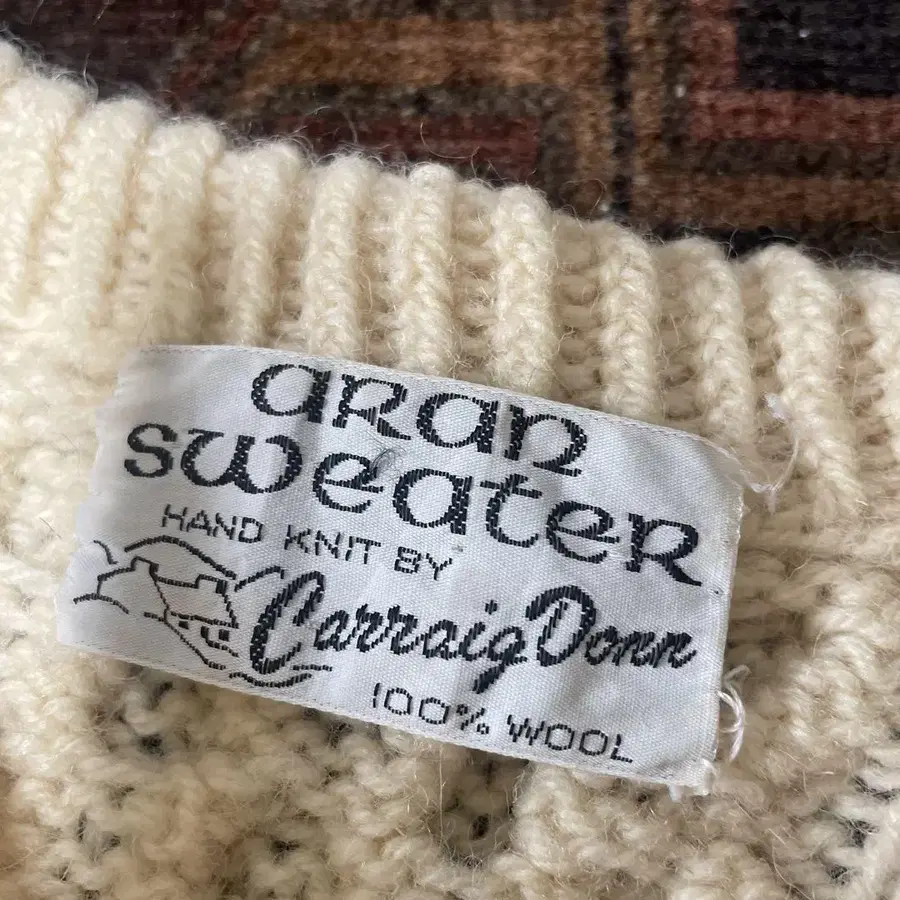 aran
sweater
HAND KNIT BY
Carraig Donn
100% WOOL